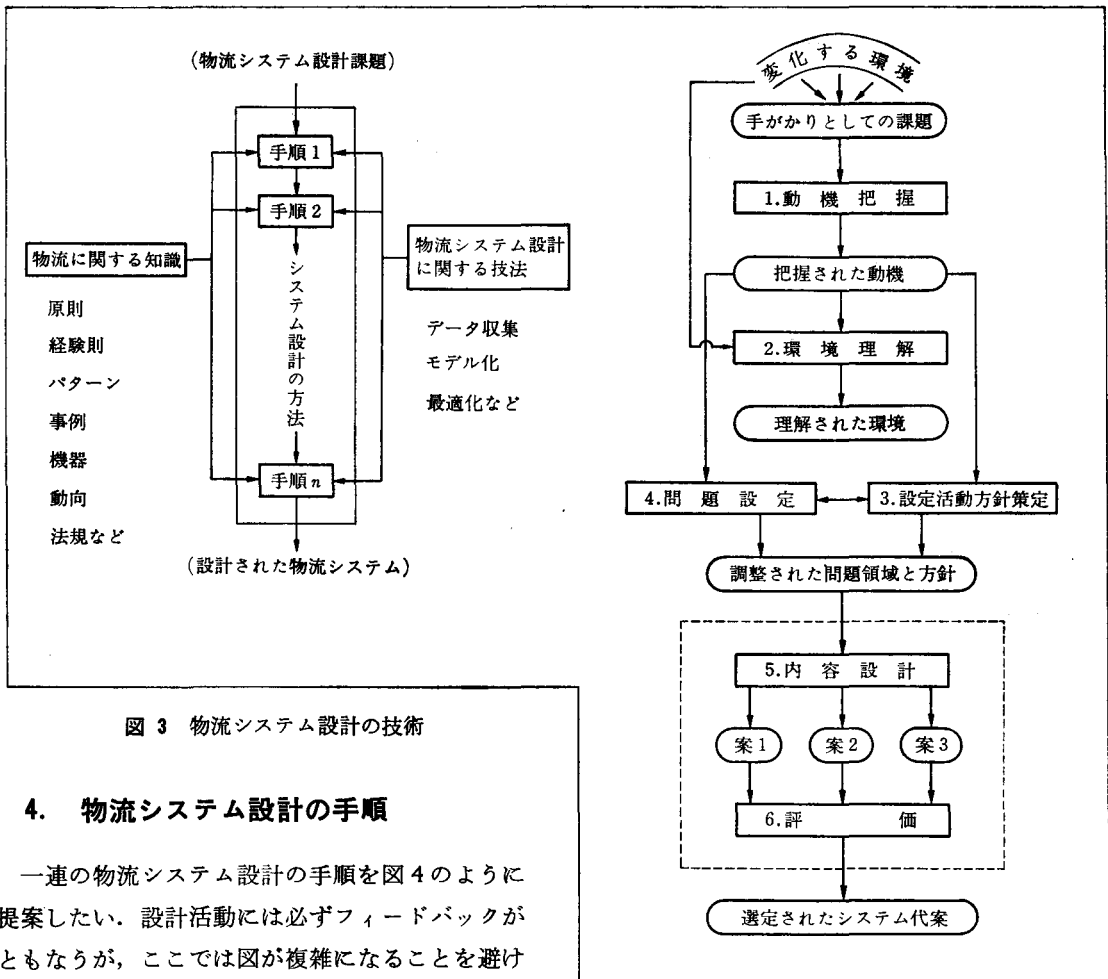 (物流システム設計課題)
手順1
手順2
物流に関する知識
原則
経験則
パターン
事例
機器
動向
法規など
システム設計の方法
物流システム設計
に関する技法
データ収集
モデル化
最適化など
手順n
(設計された物流システム)
図 3 物流システム設計の技術
4. 物流システム設計の手順
一連の物流システム設計の手順を図4のように
提案したい．設計活動には必ずフィードバックが
ともなうが，ここでは図が複雑になることを避け
変化する環境
手がかりとしての課題
1.動機把握
把握された動機
2.環境理解
理解された環境
4.問題設定
3.設定活動方針策定
調整された問題領域と方針
5.内容設計
案1
案2
案3
6.評価
選定されたシステム代案